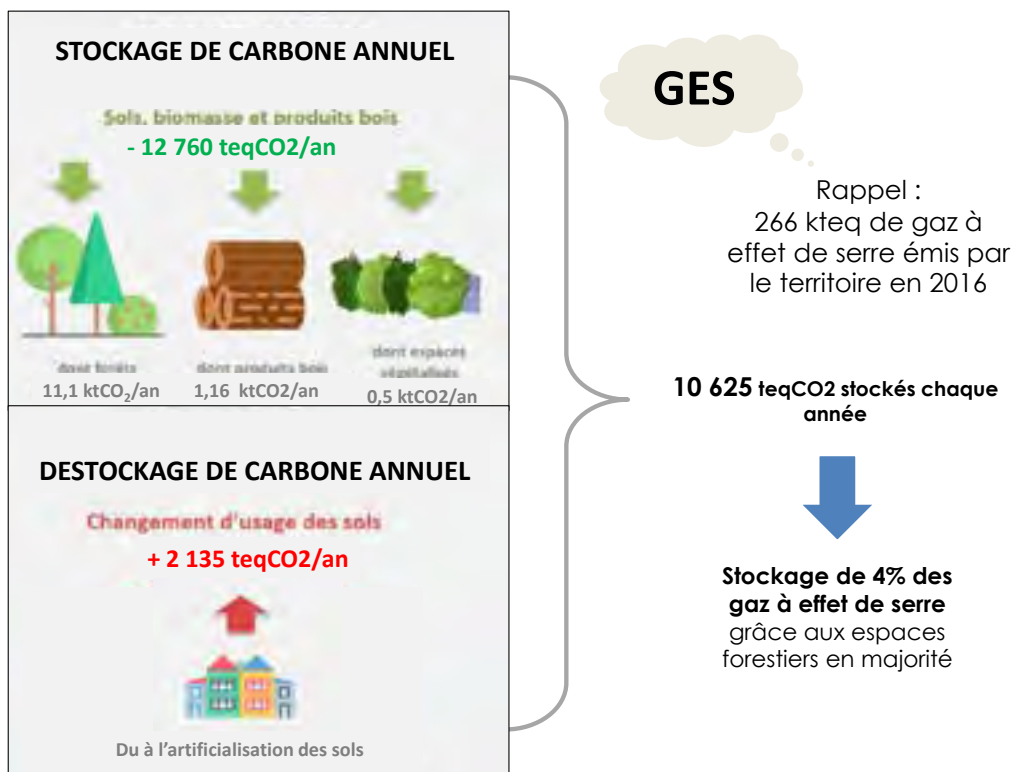 STOCKAGE DE CARBONE ANNUEL
Sols, biomasse et produits bois
- 12 760 teqCO2/an
dont forêts
11,1 ktCO₂/an
dont produits bois
1,16 ktCO2/an
dont espaces
végétalisés
0,5 ktCO2/an
DESTOCKAGE DE CARBONE ANNUEL
Changement d'usage des sols
+ 2 135 teqCO2/an
Du à l'artificialisation des sols
GES
Rappel :
266 kteq de gaz à
effet de serre émis par
le territoire en 2016
10 625 teqCO2 stockés chaque
année
Stockage de 4% des
gaz à effet de serre
grâce aux espaces
forestiers en majorité